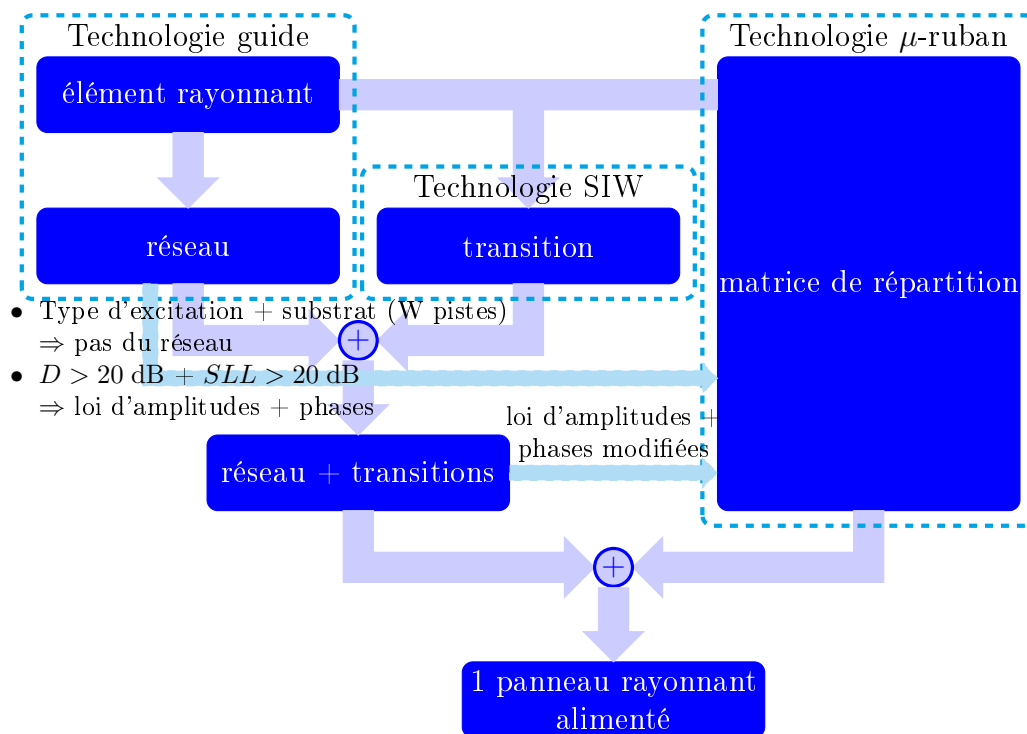 Technologie guide
Technologie μ-ruban
élément rayonnant
Technologie SIW
réseau
transition
matrice de répartition
• Type d'excitation + substrat (W pistes)
⇒ pas du réseau
+
• D > 20 dB + SLL > 20 dB
⇒ loi d'amplitudes + phases
loi d'amplitudes +
phases modifiées
réseau + transitions
+
1 panneau rayonnant
alimenté